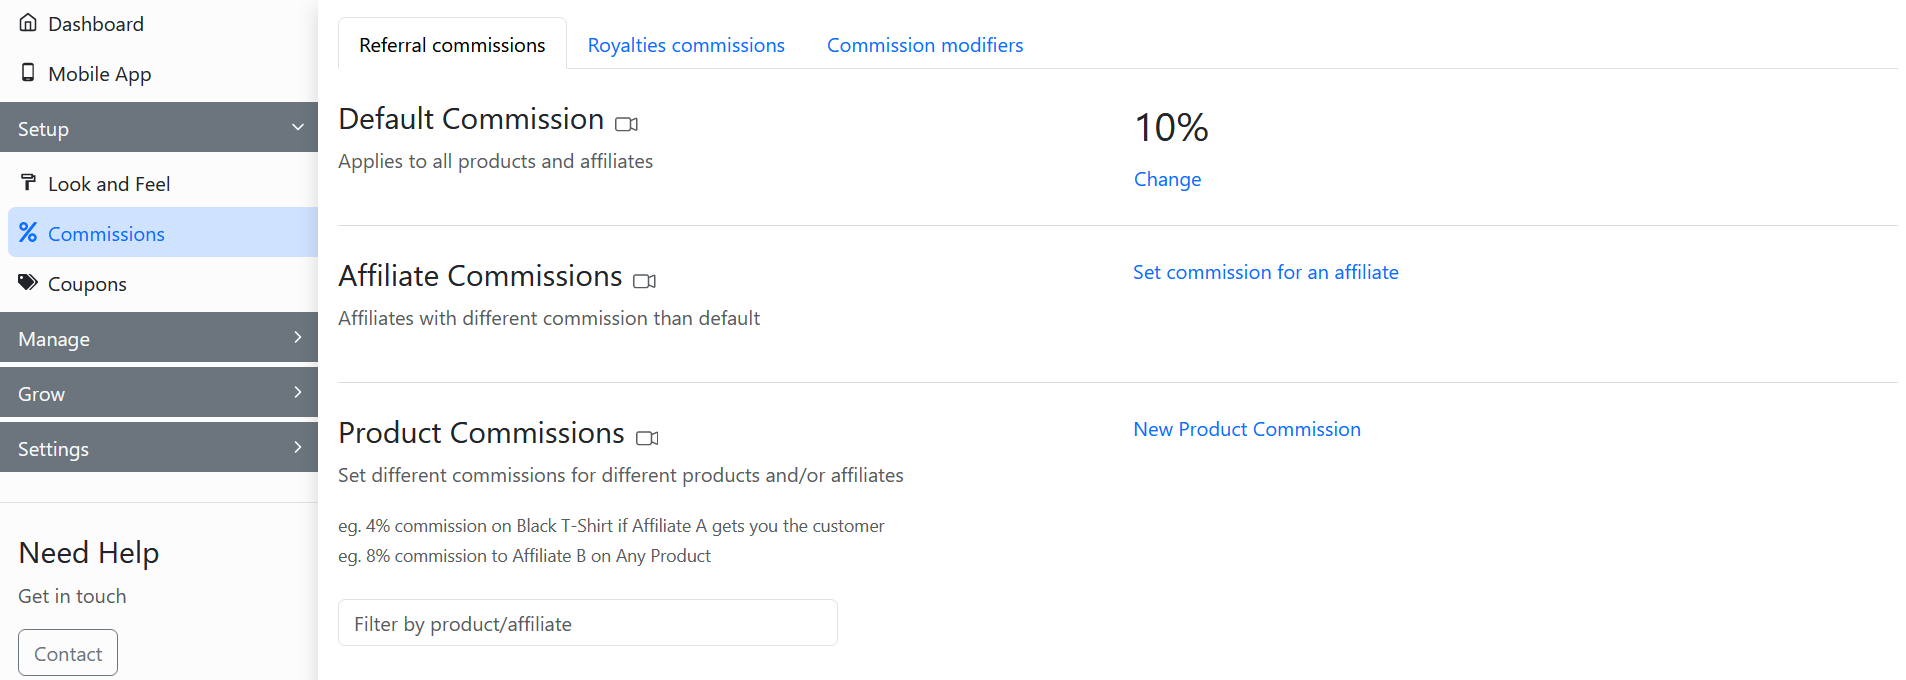 Dashboard
Mobile App
Setup
Look and Feel
Commissions
Coupons
Manage
Grow
Settings
Need Help
Get in touch
Contact
Referral commissions
Royalties commissions
Commission modifiers
Default Commission
Applies to all products and affiliates
10%
Change
Affiliate Commissions
Affiliates with different commission than default
Set commission for an affiliate
Product Commissions
Set different commissions for different products and/or affiliates
eg. 4% commission on Black T-Shirt if Affiliate A gets you the customer
eg. 8% commission to Affiliate B on Any Product
New Product Commission
Filter by product/affiliate